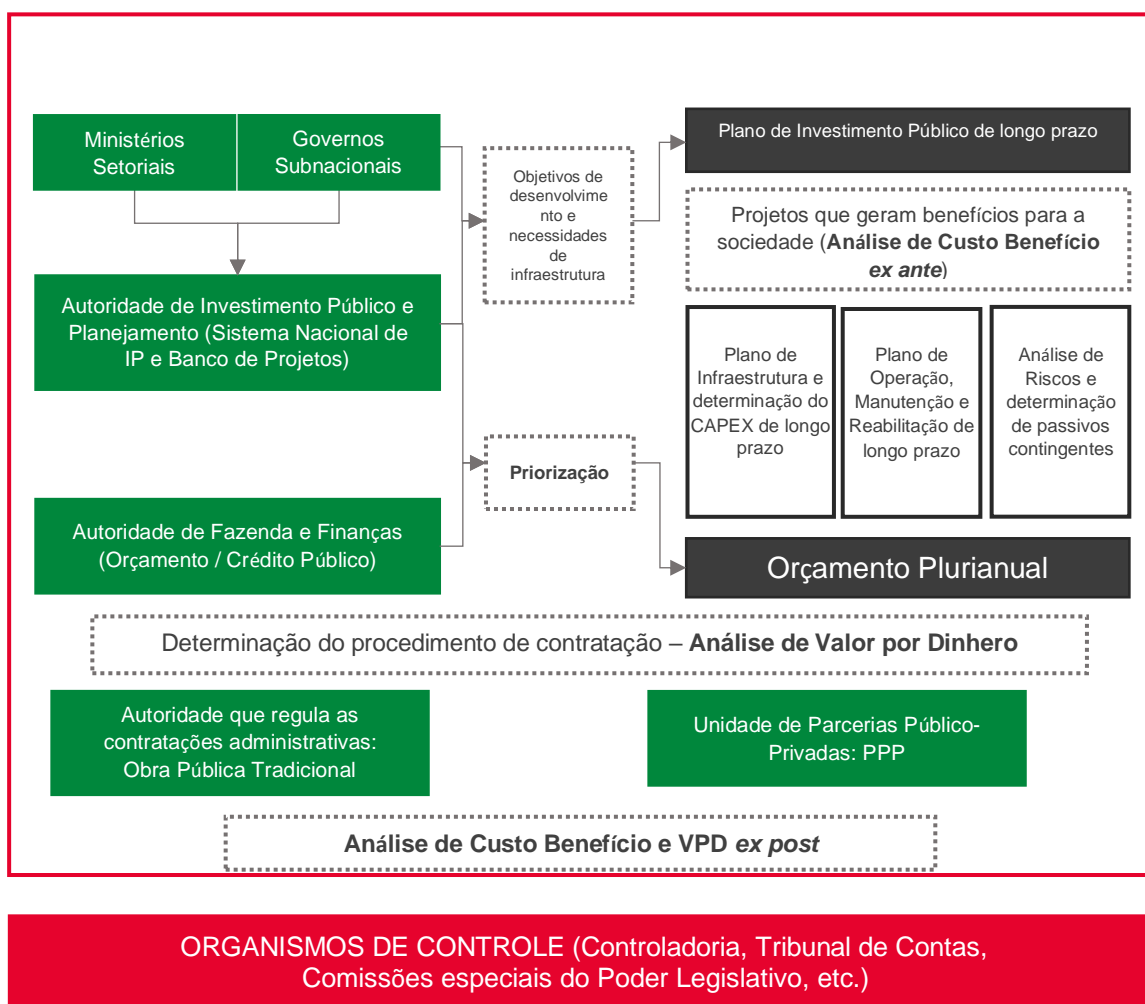 Ministérios
Setoriais
Governos
Subnacionais
Objetivos de
desenvolvime
nto e
necessidades
de
infraestrutura
Plano de Investimento Público de longo prazo
Projetos que geram benefícios para a
sociedade (Análise de Custo Benefício
ex ante)
Autoridade de Investimento Público e
Planejamento (Sistema Nacional de
IP e Banco de Projetos)
Plano de
Infraestrutura e
determinação do
CAPEX de longo
prazo
Plano de
Operação,
Manutenção e
Reabilitação de
longo prazo
Análise de
Riscos e
determinação
de passivos
contingentes
Priorização
Autoridade de Fazenda e Finanças
(Orçamento / Crédito Público)
Orçamento Plurianual
Determinação do procedimento de contratação – Análise de Valor por Dinhero
Autoridade que regula as
contratações administrativas:
Obra Pública Tradicional
Unidade de Parcerias Público-
Privadas: PPP
Análise de Custo Benefício e VPD ex post
ORGANISMOS DE CONTROLE (Controladoria, Tribunal de Contas,
Comissões especiais do Poder Legislativo, etc.)